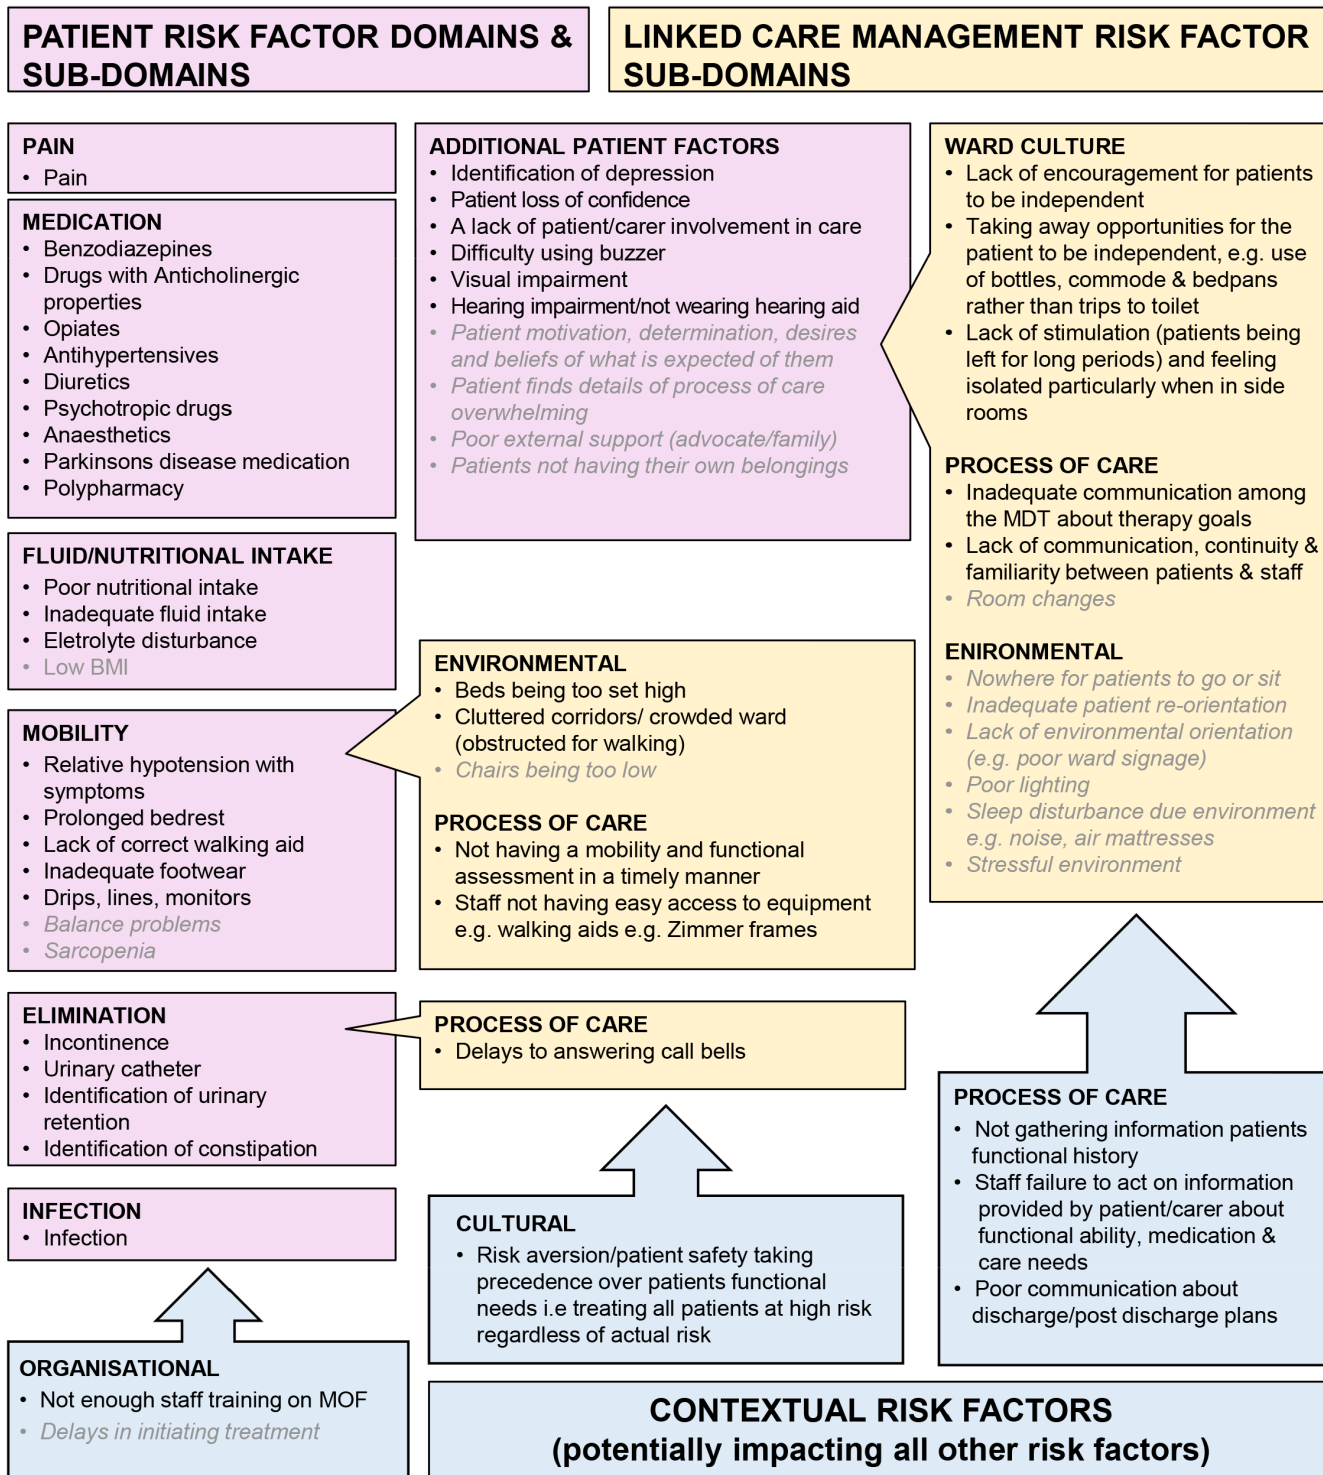 PATIENT RISK FACTOR DOMAINS &
SUB-DOMAINS
LINKED CARE MANAGEMENT RISK FACTOR
SUB-DOMAINS
PAIN
• Pain
MEDICATION
• Benzodiazepines
• Drugs with Anticholinergic
properties
• Opiates
• Antihypertensives
• Diuretics
• Psychotropic drugs
• Anaesthetics
• Parkinsons disease medication
• Polypharmacy
FLUID/NUTRITIONAL INTAKE
• Poor nutritional intake
• Inadequate fluid intake
• Eletrolyte disturbance
• Low BMI
MOBILITY
• Relative hypotension with
symptoms
• Prolonged bedrest
• Lack of correct walking aid
• Inadequate footwear
• Drips, lines, monitors
• Balance problems
• Sarcopenia
ELIMINATION
• Incontinence
• Urinary catheter
• Identification of urinary
retention
• Identification of constipation
INFECTION
• Infection
ORGANISATIONAL
• Not enough staff training on MOF
• Delays in initiating treatment
ADDITIONAL PATIENT FACTORS
• Identification of depression
• Patient loss of confidence
• A lack of patient/carer involvement in care
• Difficulty using buzzer
• Visual impairment
• Hearing impairment/not wearing hearing aid
• Patient motivation, determination, desires
and beliefs of what is expected of them
• Patient finds details of process of care
overwhelming
• Poor external support (advocate/family)
• Patients not having their own belongings
ENVIRONMENTAL
• Beds being too set high
• Cluttered corridors/ crowded ward
(obstructed for walking)
• Chairs being too low
PROCESS OF CARE
• Not having a mobility and functional
assessment in a timely manner
• Staff not having easy access to equipment
e.g. walking aids e.g. Zimmer frames
PROCESS OF CARE
• Delays to answering call bells
CULTURAL
• Risk aversion/patient safety taking
precedence over patients functional
needs i.e treating all patients at high risk
regardless of actual risk
WARD CULTURE
• Lack of encouragement for patients
to be independent
• Taking away opportunities for the
patient to be independent, e.g. use
of bottles, commode & bedpans
rather than trips to toilet
• Lack of stimulation (patients being
left for long periods) and feeling
isolated particularly when in side
rooms
PROCESS OF CARE
• Inadequate communication among
the MDT about therapy goals
• Lack of communication, continuity &
familiarity between patients & staff
• Room changes
ENIRONMENTAL
• Nowhere for patients to go or sit
• Inadequate patient re-orientation
• Lack of environmental orientation
(e.g. poor ward signage)
• Poor lighting
• Sleep disturbance due environment
e.g. noise, air mattresses
• Stressful environment
PROCESS OF CARE
• Not gathering information patients
functional history
• Staff failure to act on information
provided by patient/carer about
functional ability, medication &
care needs
• Poor communication about
discharge/post discharge plans
CONTEXTUAL RISK FACTORS
(potentially impacting all other risk factors)